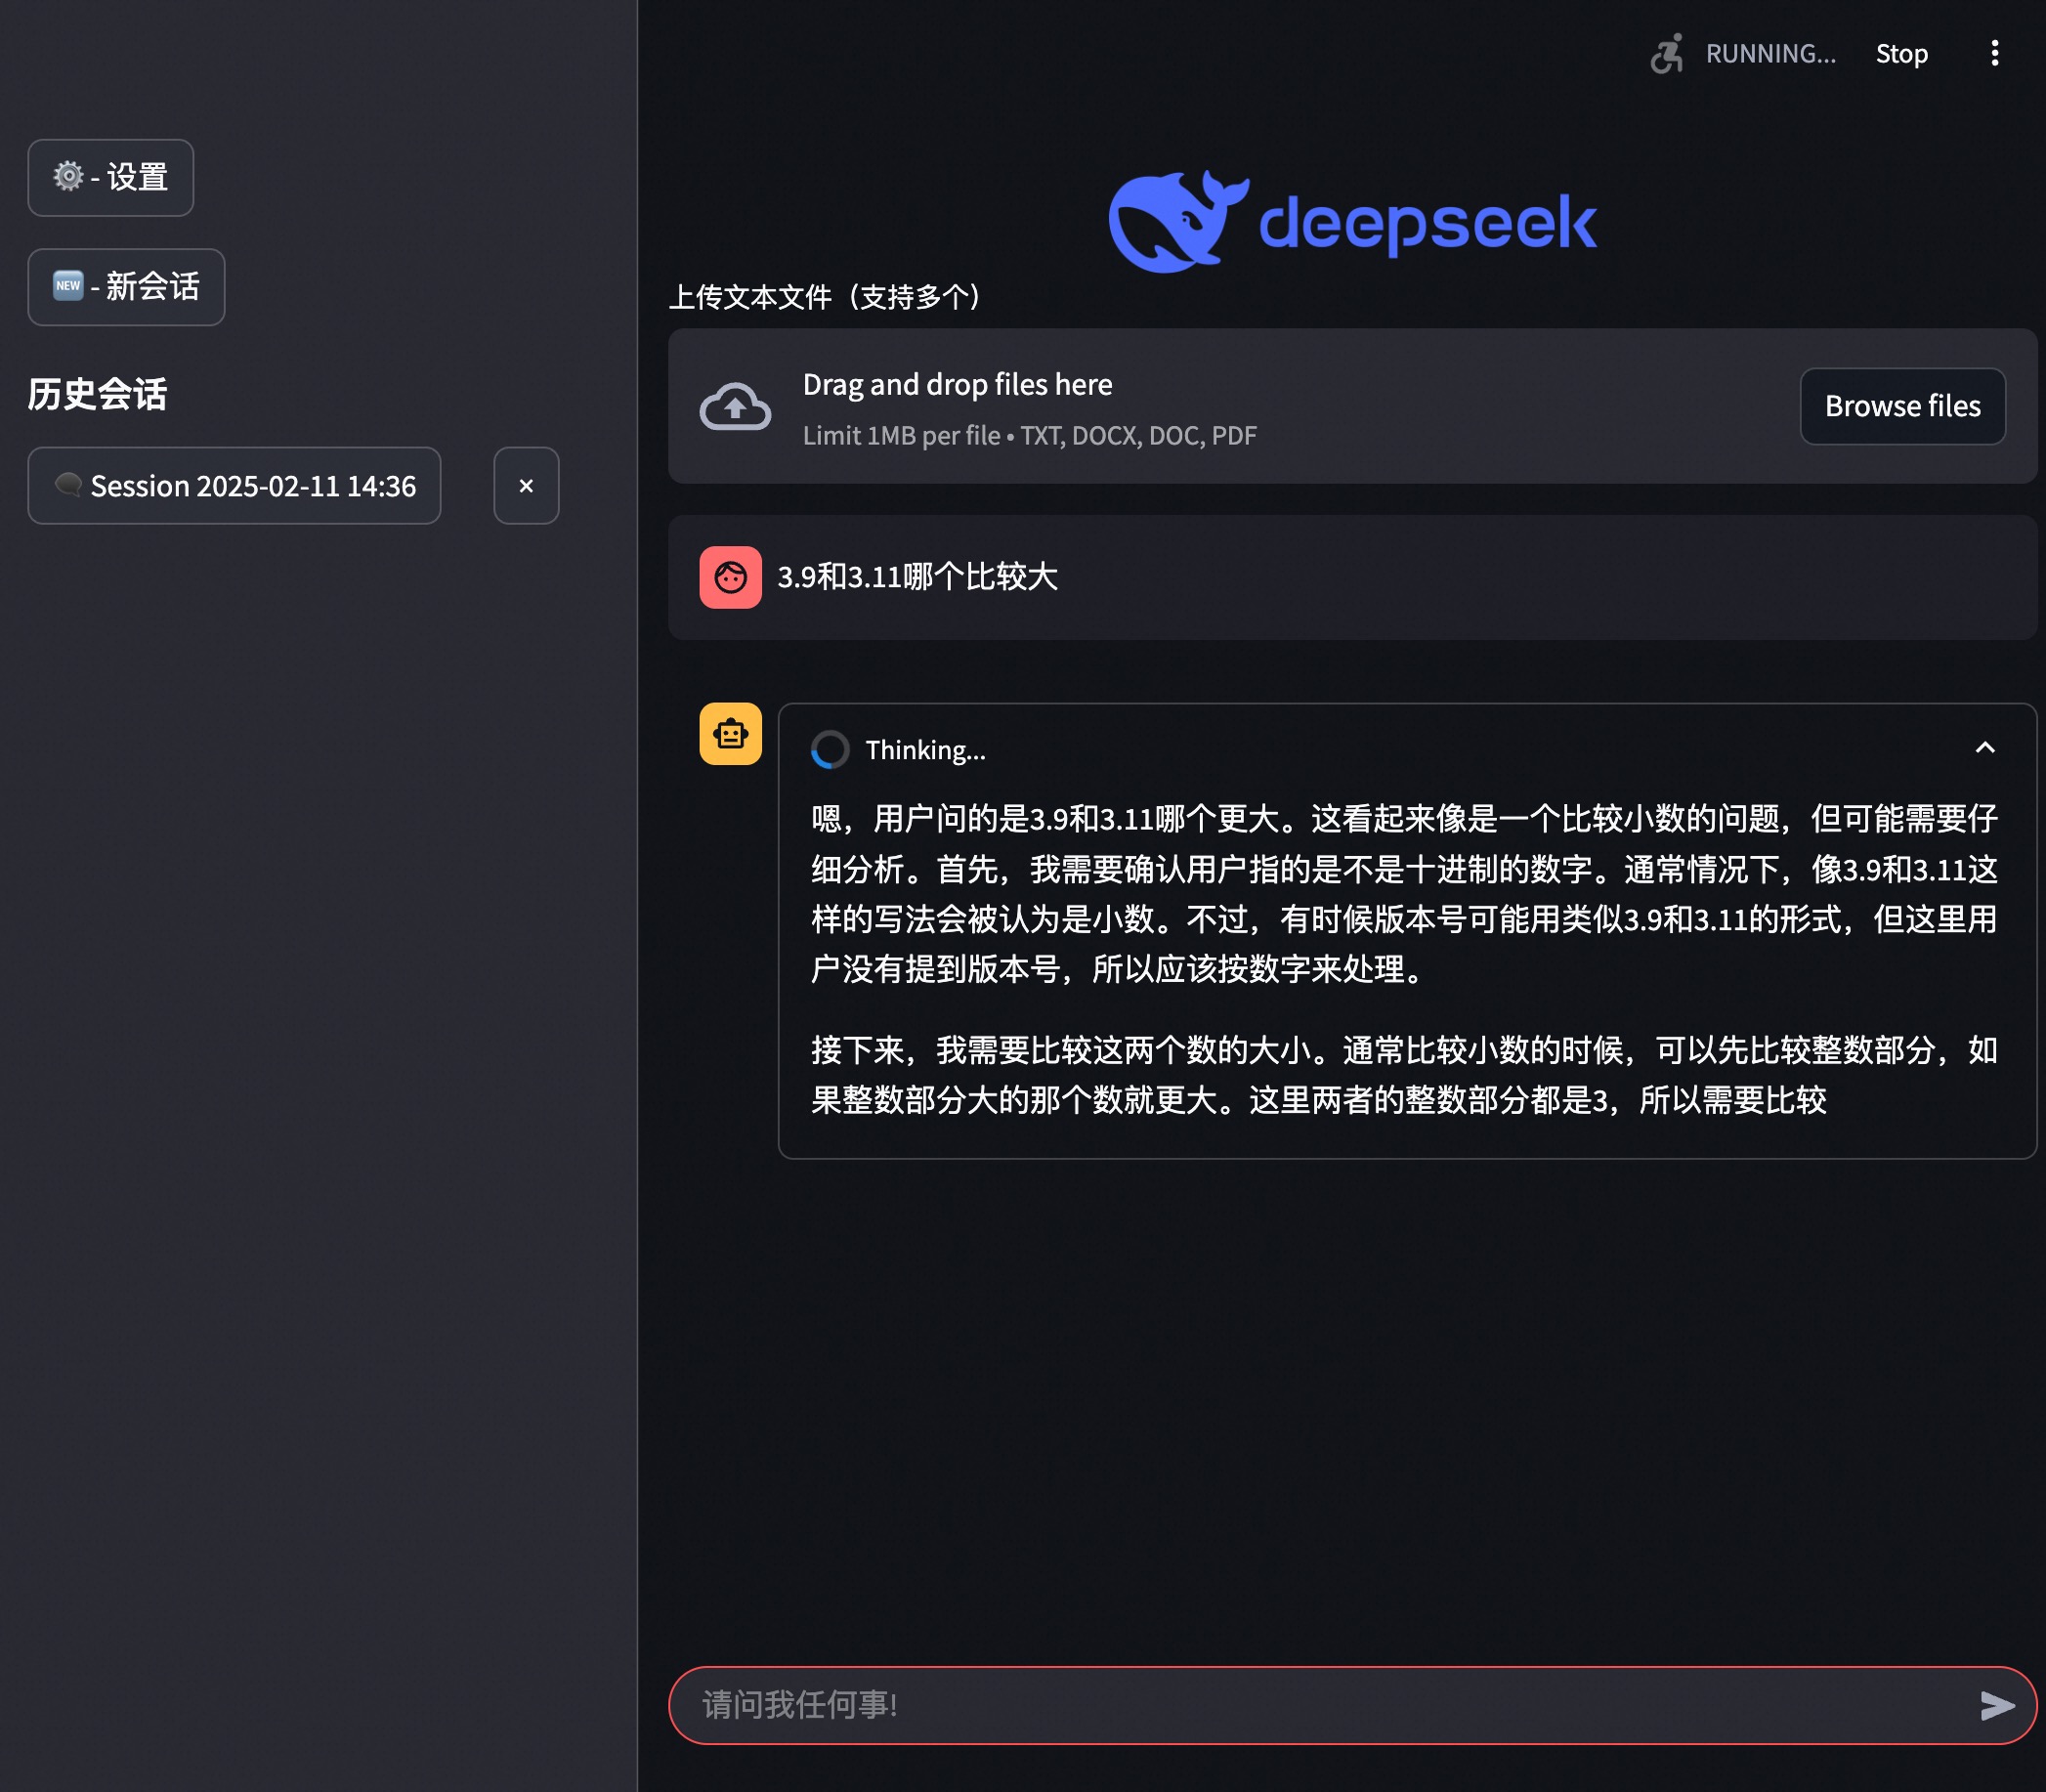 RUNNING...
Stop
⚙️ - 设置
🆕 - 新会话
历史会话
🗨️ Session 2025-02-11 14:36
×
deepseek
上传文本文件（支持多个）
Drag and drop files here
Limit 1MB per file • TXT, DOCX, DOC, PDF
Browse files
3.9和3.11哪个比较大
Thinking...
嗯，用户问的是3.9和3.11哪个更大。这看起来像是一个比较小数的问题，但可能需要仔
细分析。首先，我需要确认用户指的是不是十进制的数字。通常情况下，像3.9和3.11这
样的写法会被认为是小数。不过，有时候版本号可能用类似3.9和3.11的形式，但这里用
户没有提到版本号，所以应该按数字来处理。
接下来，我需要比较这两个数的大小。通常比较小数的时候，可以先比较整数部分，如
果整数部分大的那个数就更大。这里两者的整数部分都是3，所以需要比较
请问我任何事!